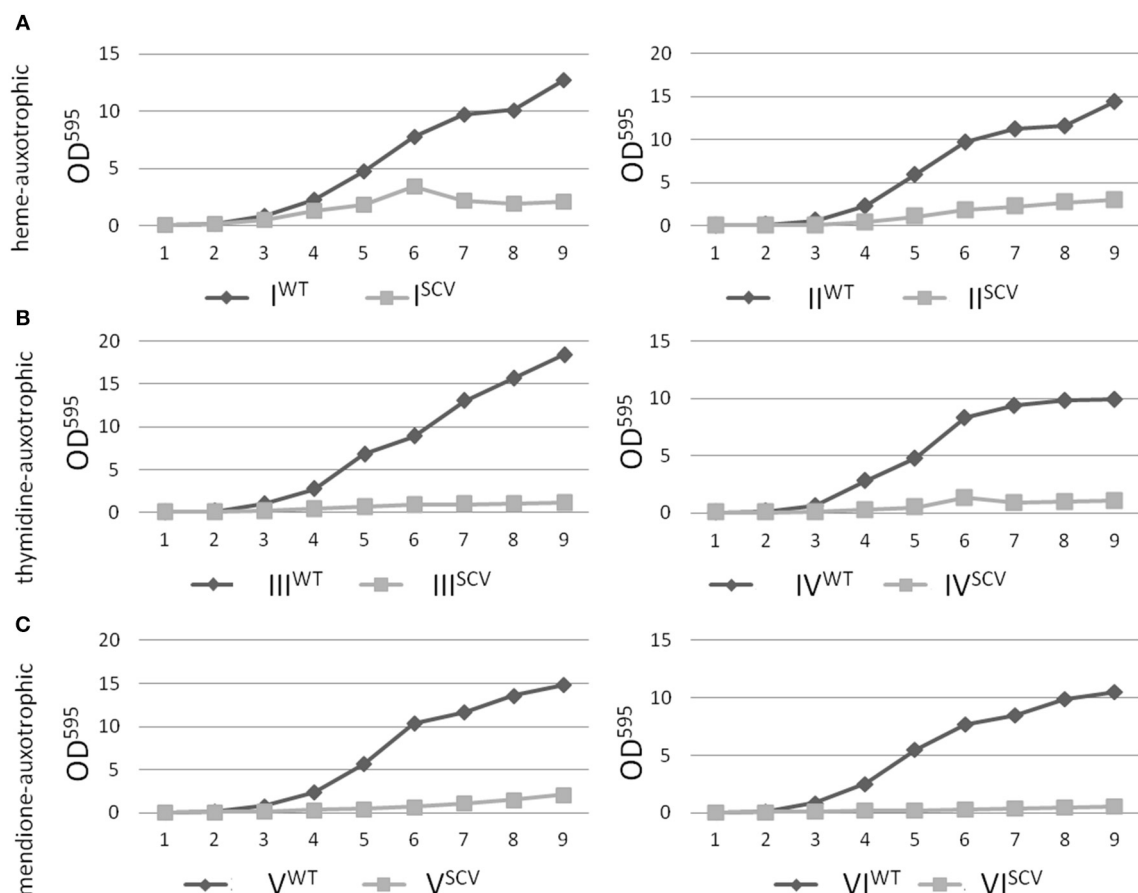 A
heme-auxotrophic
OD⁵⁹⁵
15
10
5
0
1 2 3 4 5 6 7 8 9
Iᵂᵀ Iˢᶜⱽ
OD⁵⁹⁵
20
15
10
5
0
1 2 3 4 5 6 7 8 9
IIᵂᵀ IIˢᶜⱽ
B
thymidine-auxotrophic
OD⁵⁹⁵
20
15
10
5
0
1 2 3 4 5 6 7 8 9
IIIᵂᵀ IIIˢᶜⱽ
OD⁵⁹⁵
15
10
5
0
1 2 3 4 5 6 7 8 9
IVᵂᵀ IVˢᶜⱽ
C
mendione-auxotrophic
OD⁵⁹⁵
20
15
10
5
0
1 2 3 4 5 6 7 8 9
Vᵂᵀ Vˢᶜⱽ
OD⁵⁹⁵
15
10
5
0
1 2 3 4 5 6 7 8 9
VIᵂᵀ VIˢᶜⱽ